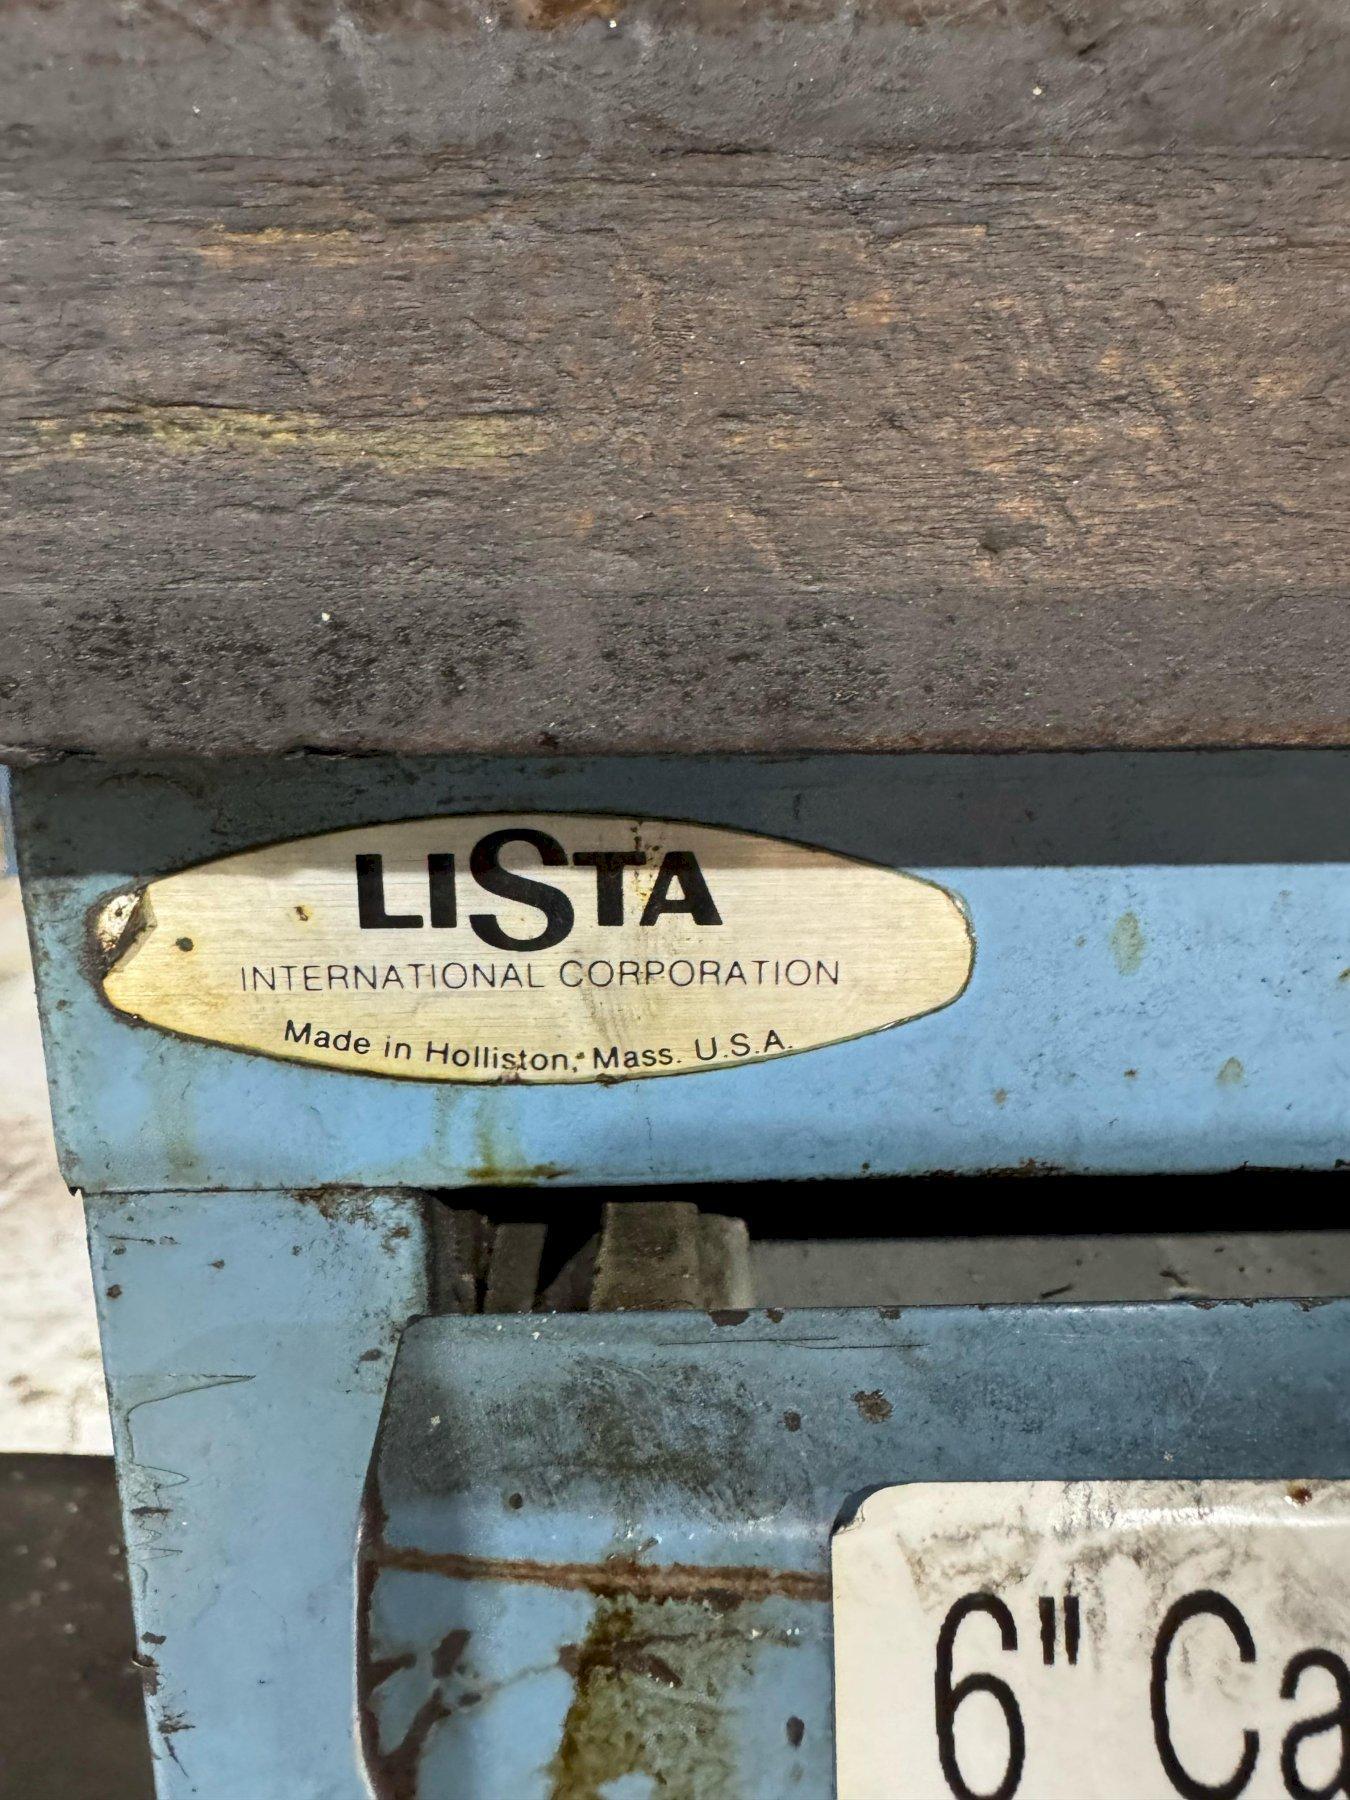 LISTA
INTERNATIONAL CORPORATION
Made in Holliston, Mass. U.S.A.
6" Ca